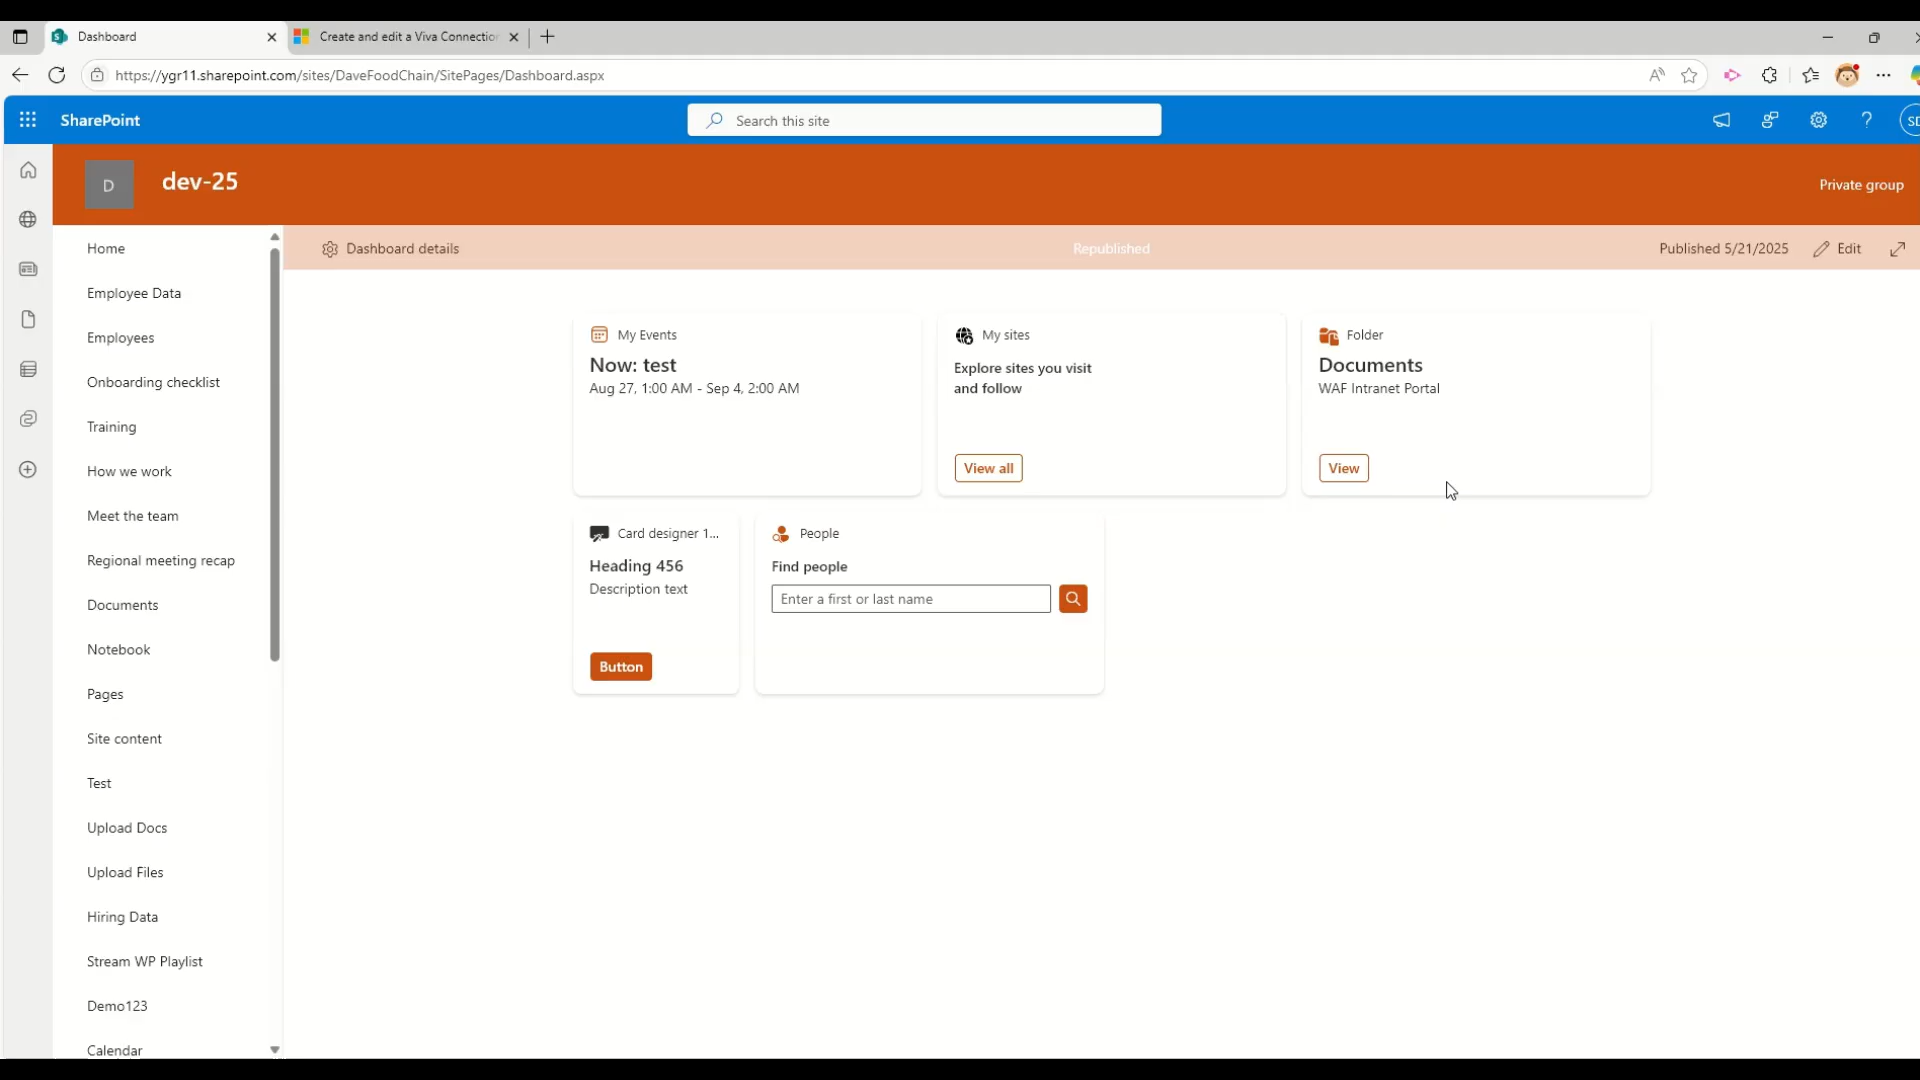 Dashboard
Create and edit a Viva Connection
https://ygr11.sharepoint.com/sites/DaveFoodChain/SitePages/Dashboard.aspx
SharePoint
Search this site
SD
D
dev-25
Private group
Home
Employee Data
Employees
Onboarding checklist
Training
How we work
Meet the team
Regional meeting recap
Documents
Notebook
Pages
Site content
Test
Upload Docs
Upload Files
Hiring Data
Stream WP Playlist
Demo123
Calendar
Dashboard details
Republished
Published 5/21/2025
Edit
My Events
Now: test
Aug 27, 1:00 AM - Sep 4, 2:00 AM
My sites
Explore sites you visit
and follow
View all
Folder
Documents
WAF Intranet Portal
View
Card designer 1...
Heading 456
Description text
Button
People
Find people
Enter a first or last name